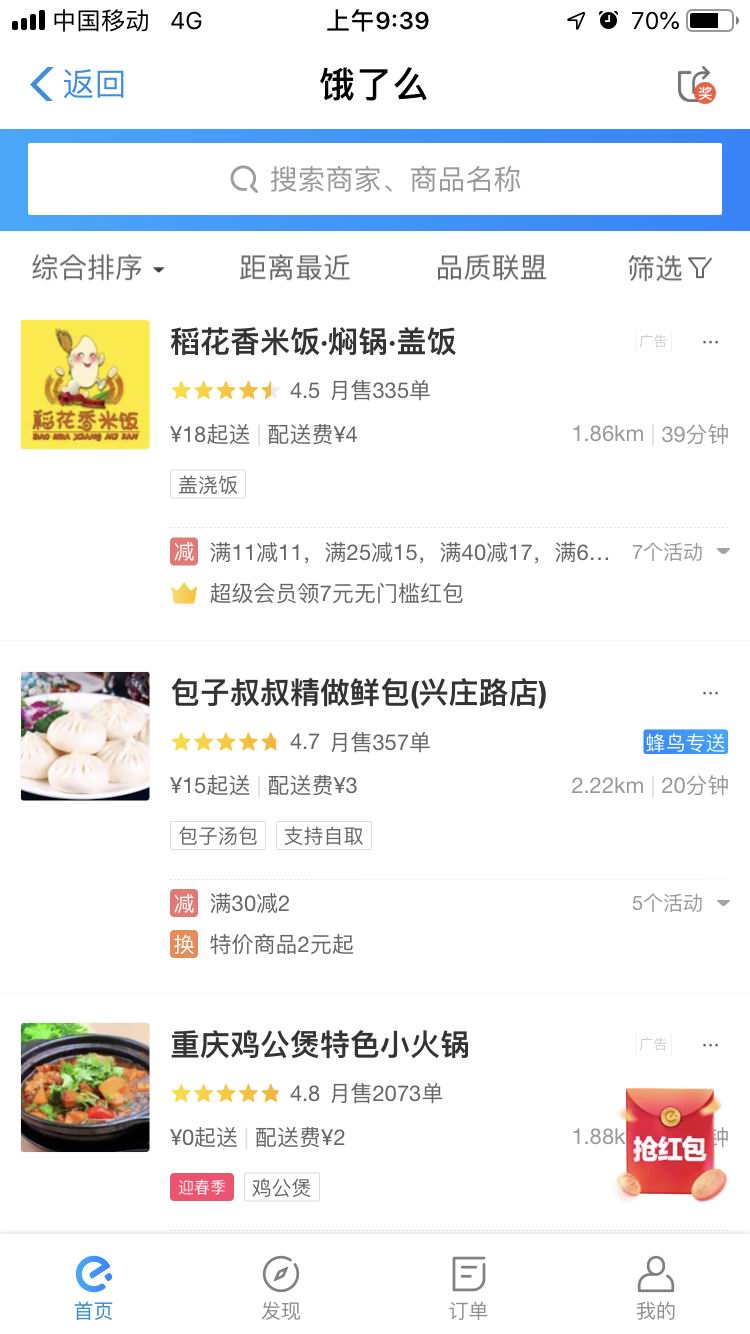 中国移动 4G 上午9:39 70%
返回 饿了么 奖
搜索商家、商品名称
综合排序 距离最近 品质联盟 筛选
稻花香米饭·焖锅·盖饭 广告
稻花香米饭
DAO HUA XIANG MI FAN
4.5 月售335单
¥18起送 配送费¥4 1.86km 39分钟
盖浇饭
减 满11减11，满25减15，满40减17，满6... 7个活动
超级会员领7元无门槛红包
包子叔叔精做鲜包(兴庄路店)
4.7 月售357单 蜂鸟专送
¥15起送 配送费¥3 2.22km 20分钟
包子汤包 支持自取
减 满30减2 5个活动
换 特价商品2元起
重庆鸡公煲特色小火锅 广告
4.8 月售2073单
¥0起送 配送费¥2 1.88k 钟
抢红包
迎春季 鸡公煲
首页 发现 订单 我的